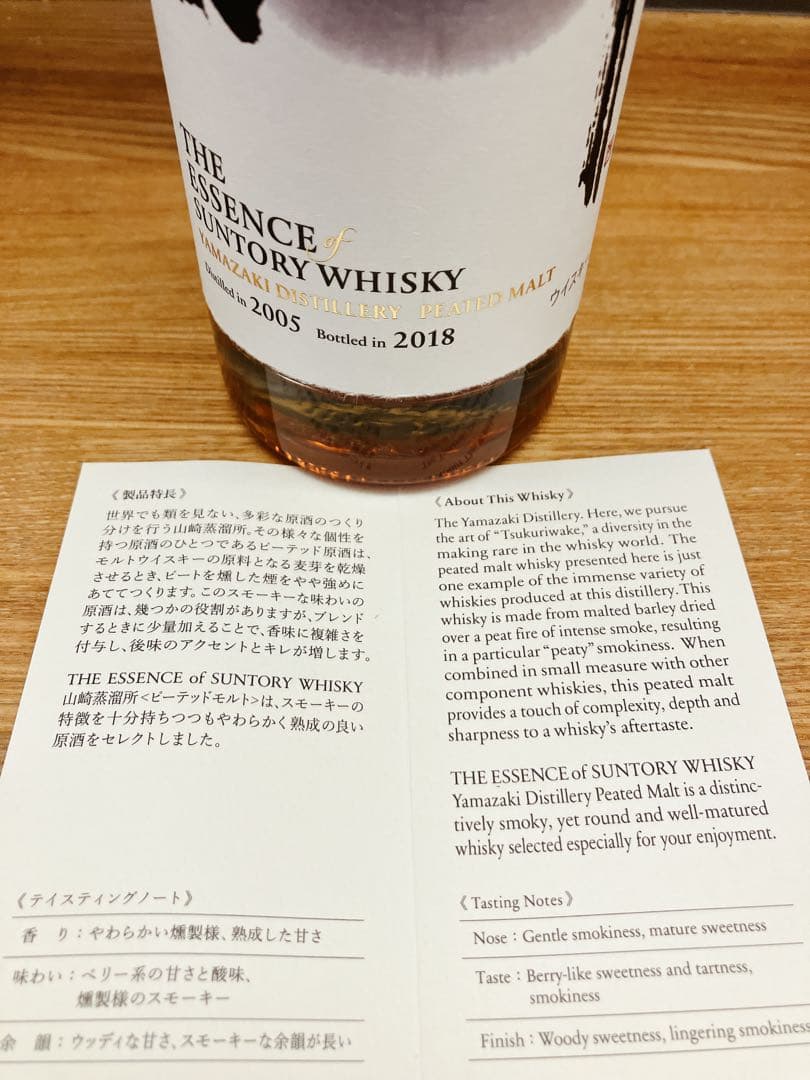 THE
ESSENCE of
SUNTORY WHISKY
YAMAZAKI DISTILLERY PEATED MALT
Distilled in 2005 Bottled in 2018
ウイスキ
《製品特長》
世界でも類を見ない、多彩な原酒のつくり
分けを行う山崎蒸溜所。その様々な個性を
持つ原酒のひとつであるピーテッド原酒は、
モルトウイスキーの原料となる麦芽を乾燥
させるとき、ピートを燻した煙をやや強めに
あててつくります。このスモーキーな味わいの
原酒は、幾つかの役割がありますが、ブレンド
するときに少量加えることで、香味に複雑さを
付与し、後味のアクセントとキレが増します。
THE ESSENCE of SUNTORY WHISKY
山崎蒸溜所<ピーテッドモルト>は、スモーキーの
特徴を十分持ちつつもやわらかく熟成の良い
原酒をセレクトしました。
《テイスティングノート》
香 り：やわらかい燻製様、熟成した甘さ
味わい：ベリー系の甘さと酸味、
燻製様のスモーキー
余 韻：ウッディな甘さ、スモーキーな余韻が長い
《About This Whisky》
The Yamazaki Distillery. Here, we pursue
the art of “Tsukuriwake,” a diversity in the
making rare in the whisky world. The
peated malt whisky presented here is just
one example of the immense variety of
whiskies produced at this distillery. This
whisky is made from malted barley dried
over a peat fire of intense smoke, resulting
in a particular “peaty” smokiness. When
combined in small measure with other
component whiskies, this peated malt
provides a touch of complexity, depth and
sharpness to a whisky’s aftertaste.
THE ESSENCE of SUNTORY WHISKY
Yamazaki Distillery Peated Malt is a distinc-
tively smoky, yet round and well-matured
whisky selected especially for your enjoyment.
《Tasting Notes》
Nose：Gentle smokiness, mature sweetness
Taste：Berry-like sweetness and tartness,
smokiness
Finish：Woody sweetness, lingering smokiness